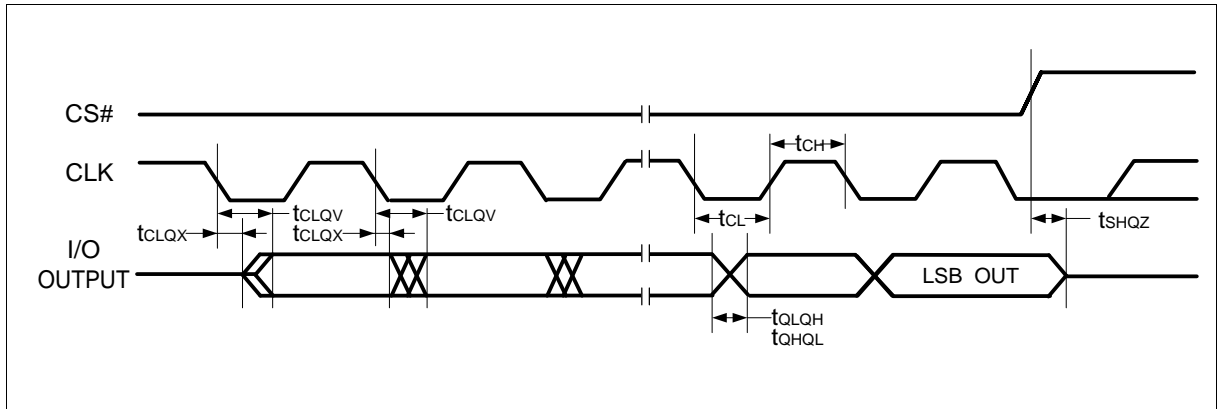 CS#
CLK
tCH
tCLQV
tCLQV
tCL
tSHQZ
tCLQX
tCLQX
I/O
OUTPUT
LSB OUT
tQLQH
tQHQL